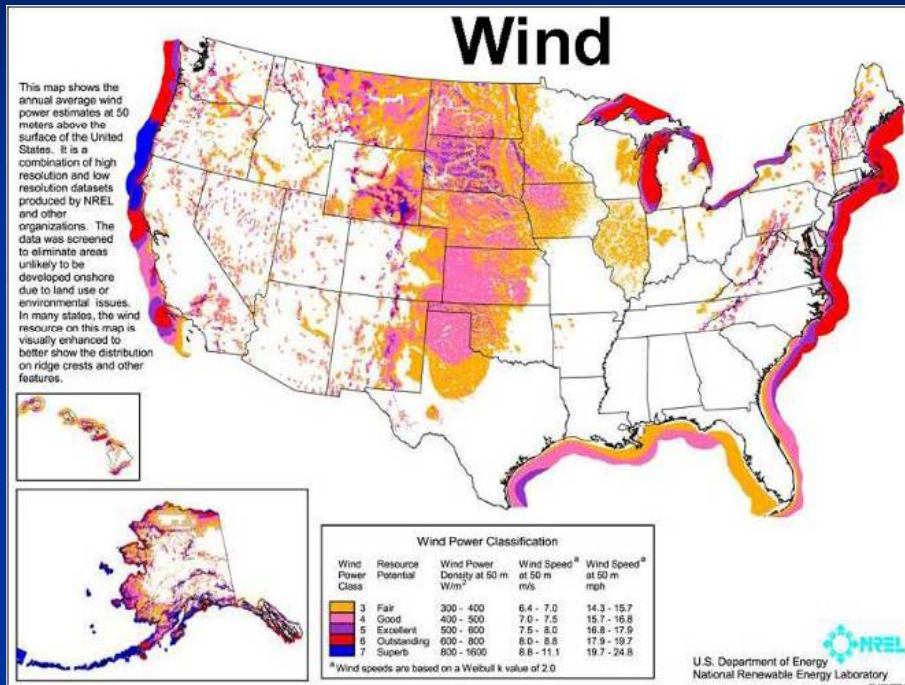 Wind
This map shows the
annual average wind
power estimates at 50
meters above the
surface of the United
States. It is a
combination of high
resolution and low
resolution datasets
produced by NREL
and other
organizations. The
data was screened
to eliminate areas
unlikely to be
developed onshore
due to land use or
environmental issues.
In many states, the wind
resource on this map is
visually enhanced to
better show the distribution
on ridge crests and other
features.
Wind Power Classification
Wind Power Class Resource Potential Wind Power Density at 50 m W/m² Wind Speed a at 50 m m/s Wind Speed a at 50 m mph
3 Fair 300 - 400 6.4 - 7.0 14.3 - 15.7
4 Good 400 - 500 7.0 - 7.5 15.7 - 16.8
5 Excellent 500 - 600 7.5 - 8.0 16.8 - 17.9
6 Outstanding 600 - 800 8.0 - 8.8 17.9 - 19.7
7 Superb 800 - 1600 8.8 - 11.1 19.7 - 24.8
a Wind speeds are based on a Weibull k value of 2.0
NREL
U.S. Department of Energy
National Renewable Energy Laboratory